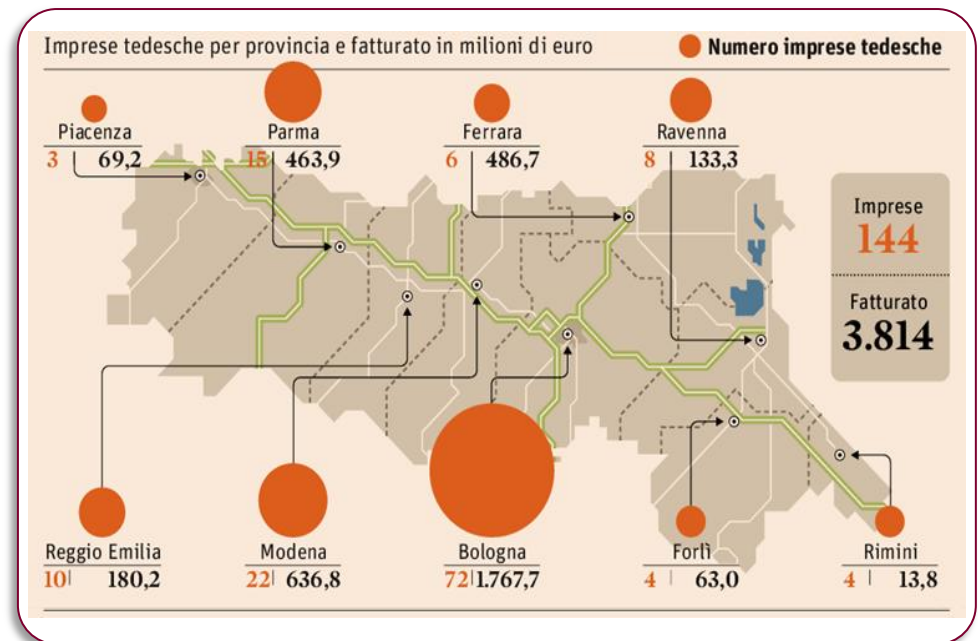 Imprese tedesche per provincia e fatturato in milioni di euro
Numero imprese tedesche
Piacenza
3 69,2
Parma
15 463,9
Ferrara
6 486,7
Ravenna
8 133,3
Imprese
144
Fatturato
3.814
Reggio Emilia
10 180,2
Modena
22 636,8
Bologna
72 1.767,7
Forlì
4 63,0
Rimini
4 13,8